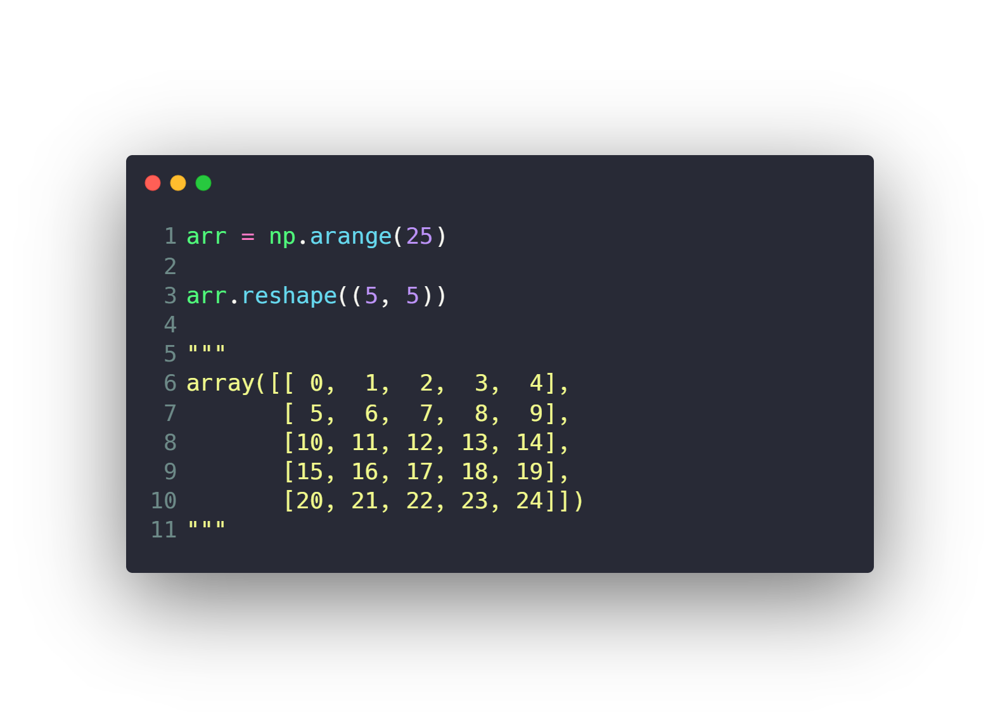 1 arr = np.arange(25)
2
3 arr.reshape((5, 5))
4
5 """
6 array([[ 0,  1,  2,  3,  4],
7        [ 5,  6,  7,  8,  9],
8        [10, 11, 12, 13, 14],
9        [15, 16, 17, 18, 19],
10        [20, 21, 22, 23, 24]])
11 """